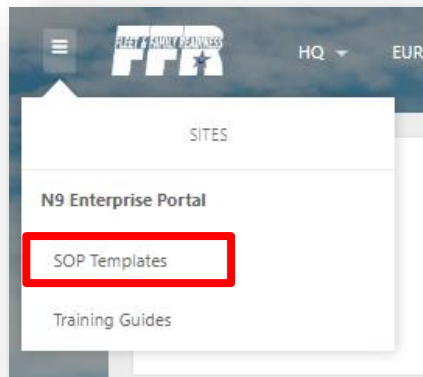 FLEET & FAMILY READINESS
FFR
HQ
EUR
SITES
N9 Enterprise Portal
SOP Templates
Training Guides